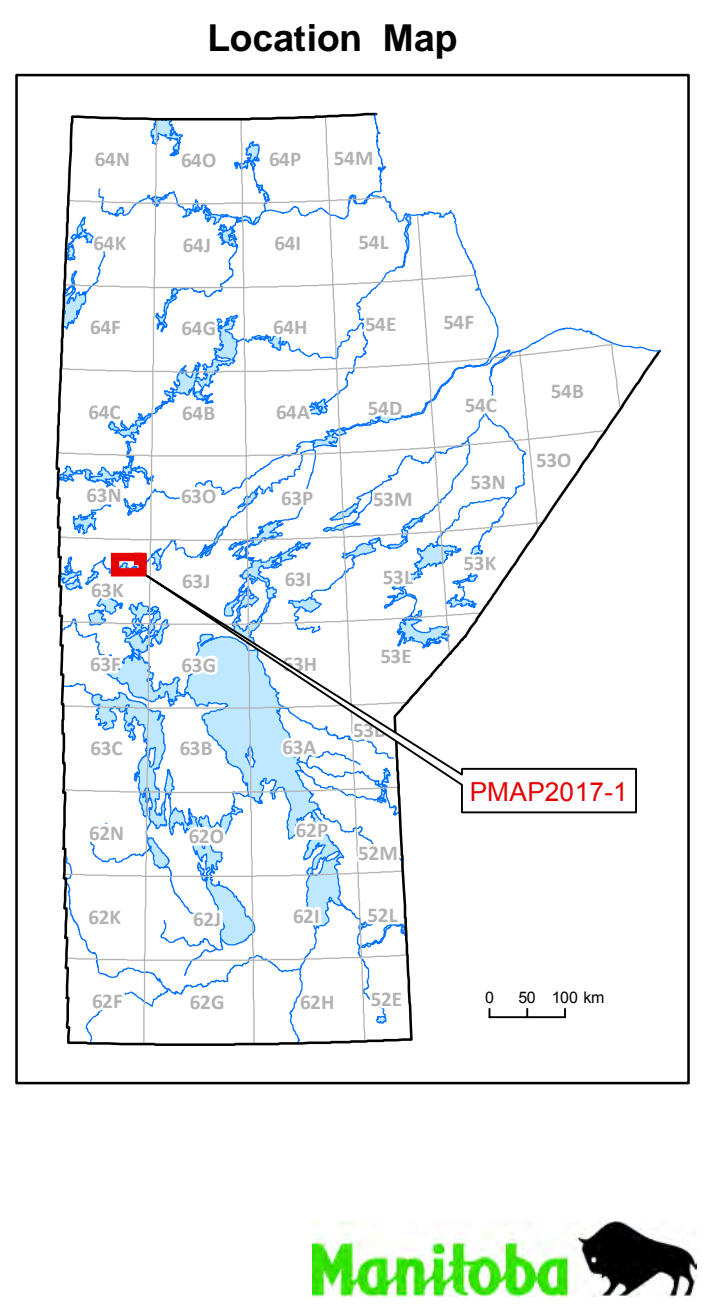 Location Map
64N 64O 64P 54M
64K 64J 64I 54L
64F 64G 64H 54E 54F
64C 64B 64A 54D 54C 54B
63N 63O 63P 53M 53N 53O
63K 63J 63I 53L 53K
63F 63G 63H 53E
63C 63B 63A 53D
PMAP2017-1
62N 62O 62P 52M
62K 62J 62I 52L
62F 62G 62H 52E
0 50 100 km
Manitoba